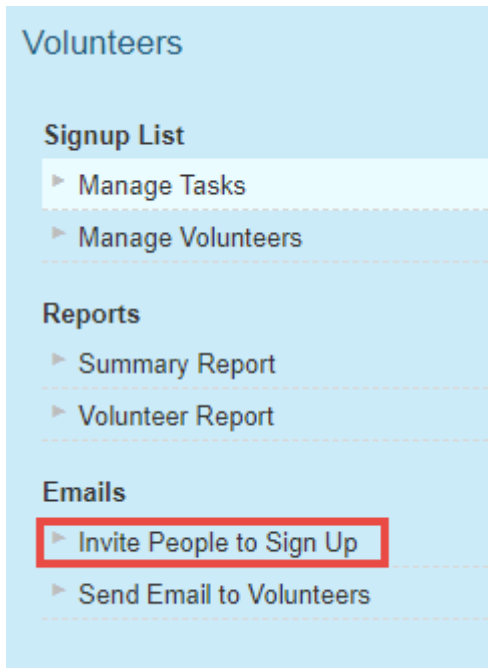 Volunteers
Signup List
Manage Tasks
Manage Volunteers
Reports
Summary Report
Volunteer Report
Emails
Invite People to Sign Up
Send Email to Volunteers